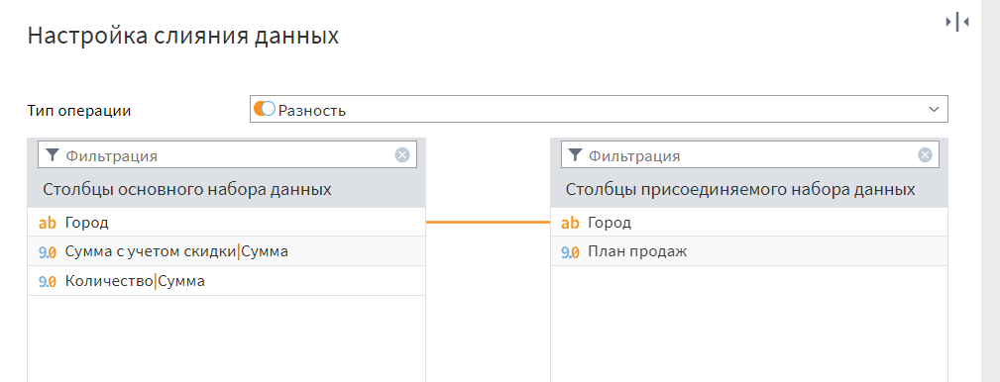 Настройка слияния данных
Тип операции
Разность
Фильтрация
Фильтрация
Столбцы основного набора данных
Столбцы присоединяемого набора данных
ab Город
ab Город
9.0 Сумма с учетом скидки|Сумма
9.0 План продаж
9.0 Количество|Сумма